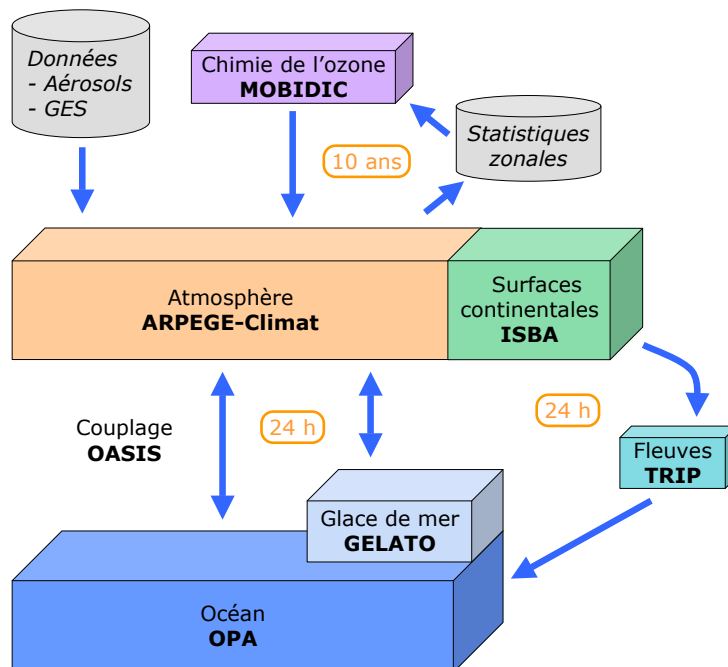 Données
- Aérosols
- GES
Chimie de l'ozone
MOBIDIC
Statistiques
zonales
10 ans
Atmosphère
ARPEGE-Climat
Surfaces
continentales
ISBA
Couplage
OASIS
24 h
24 h
Fleuves
TRIP
Glace de mer
GELATO
Océan
OPA